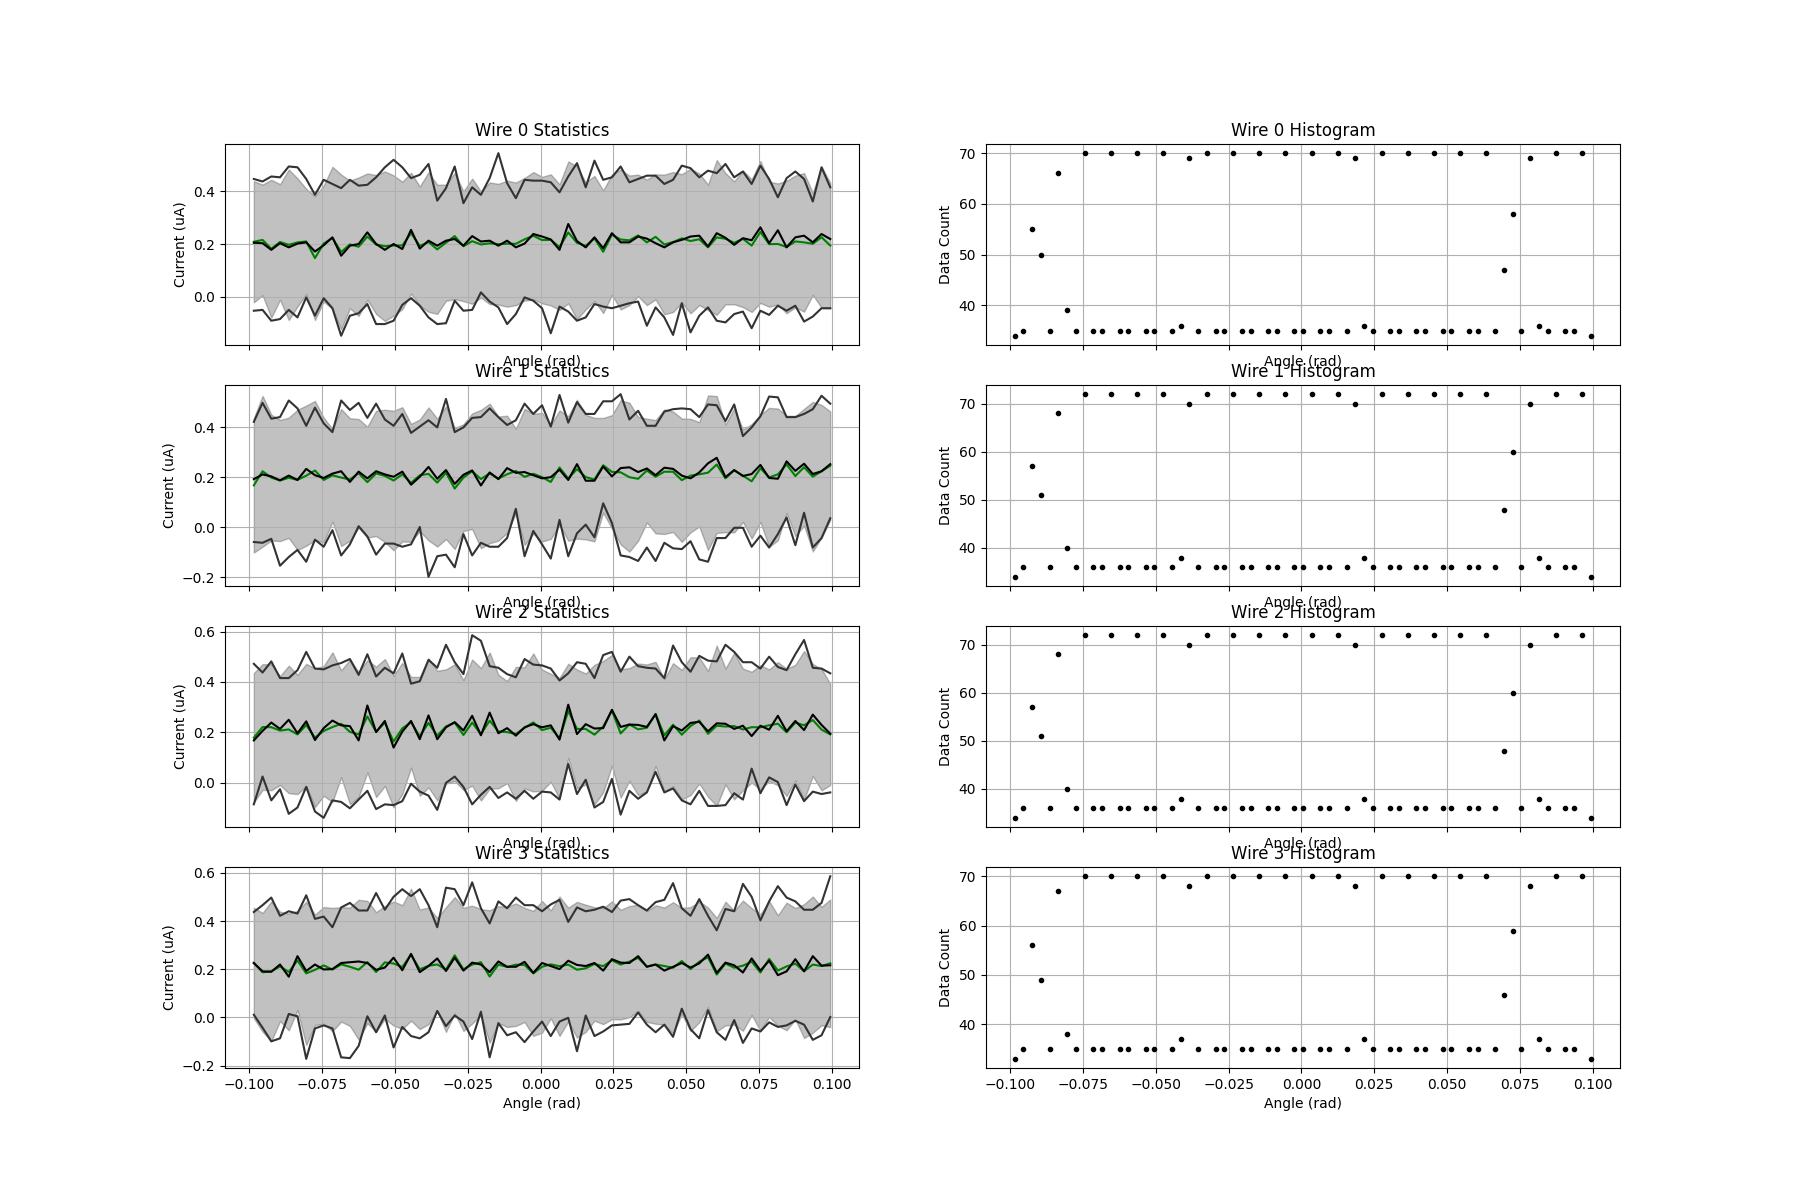 Wire 0 Statistics
Current (uA)
0.4
0.2
0.0
Angle (rad)
Wire 0 Histogram
Data Count
70
60
50
40
Angle (rad)
Wire 1 Statistics
Current (uA)
0.4
0.2
0.0
−0.2
Angle (rad)
Wire 1 Histogram
Data Count
70
60
50
40
Angle (rad)
Wire 2 Statistics
Current (uA)
0.6
0.4
0.2
0.0
Angle (rad)
Wire 2 Histogram
Data Count
70
60
50
40
Angle (rad)
Wire 3 Statistics
Current (uA)
0.6
0.4
0.2
0.0
−0.2
−0.100 −0.075 −0.050 −0.025 0.000 0.025 0.050 0.075 0.100
Angle (rad)
Wire 3 Histogram
Data Count
70
60
50
40
−0.100 −0.075 −0.050 −0.025 0.000 0.025 0.050 0.075 0.100
Angle (rad)